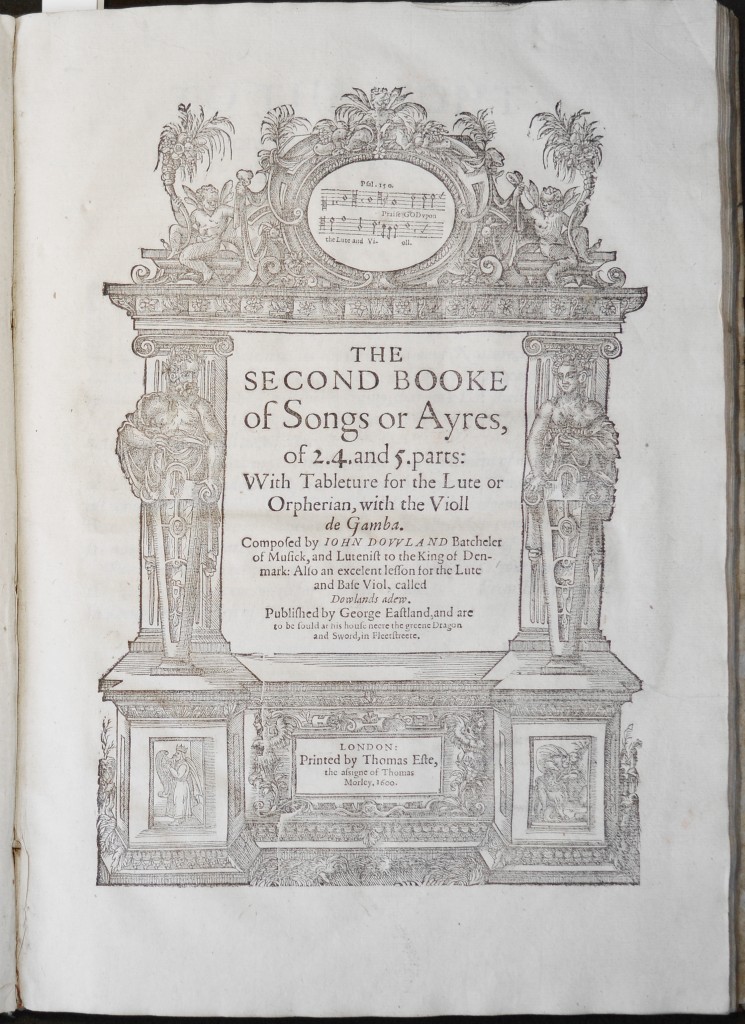 Psal. 150.
Praise GOD vpon
the Lute and Vi- oll.
THE
SECOND BOOKE
of Songs or Ayres,
of 2.4.and 5.parts:
With Tableture for the Lute or
Orpherian, with the Violl
de Gamba.
Composed by IOHN DOVVLAND Batcheler
of Musick, and Lutenist to the King of Den-
mark: Also an excelent lesson for the Lute
and Base Viol, called
Dowlands adew.
Published by George Eastland, and are
to be sould at his house neere the greene Dragon
and Sword, in Fleetstreete.
LONDON:
Printed by Thomas Este,
the assigne of Thomas
Morley. 1600.